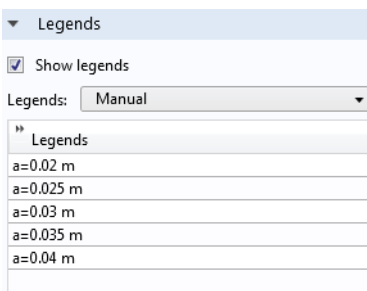 Legends
Show legends
Legends: Manual
Legends
a=0.02 m
a=0.025 m
a=0.03 m
a=0.035 m
a=0.04 m